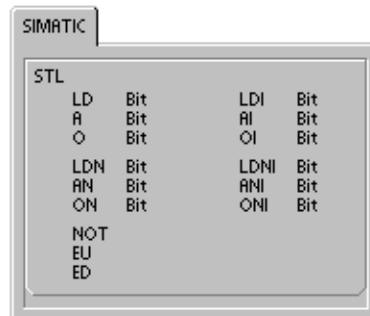 SIMATIC
STL
LD Bit LDI Bit
A Bit AI Bit
O Bit OI Bit
LDN Bit LDNI Bit
AN Bit ANI Bit
ON Bit ONI Bit
NOT
EU
ED